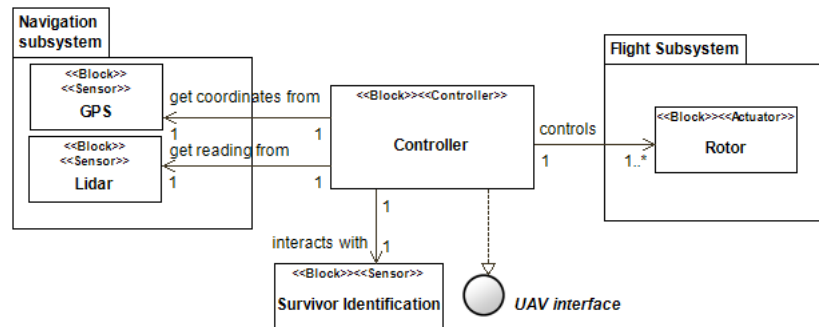 Navigation
subsystem
<<Block>>
<<Sensor>>
GPS
<<Block>>
<<Sensor>>
Lidar
get coordinates from
1
1
get reading from
1
1
<<Block>><<Controller>>
Controller
controls
1
1..*
Flight Subsystem
<<Block>><<Actuator>>
Rotor
1
interacts with
1
<<Block>><<Sensor>>
Survivor Identification
UAV interface